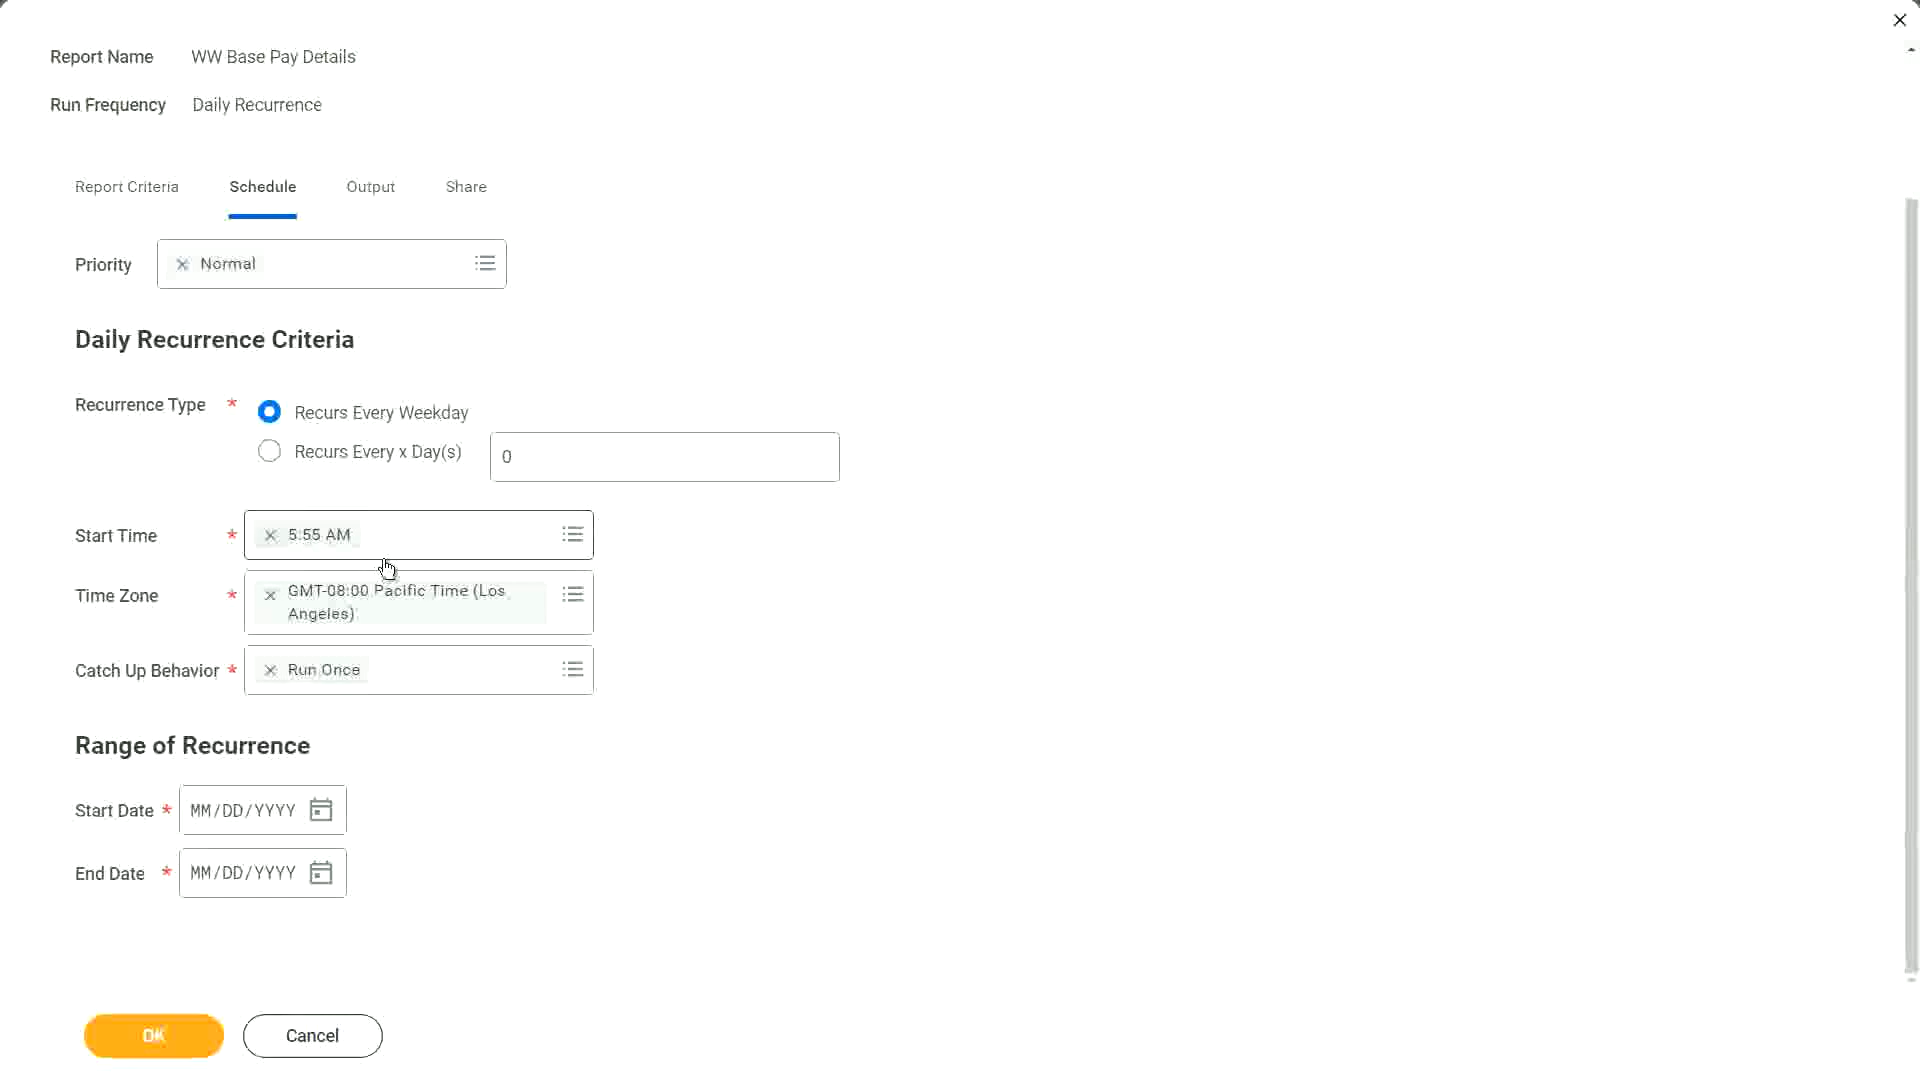 Report Name WW Base Pay Details
Run Frequency Daily Recurrence
Report Criteria Schedule Output Share
Priority Normal
Daily Recurrence Criteria
Recurrence Type * Recurs Every Weekday
Recurs Every x Day(s) 0
Start Time * 5:55 AM
Time Zone * GMT-08:00 Pacific Time (Los
Angeles)
Catch Up Behavior * Run Once
Range of Recurrence
Start Date * MM/DD/YYYY
End Date * MM/DD/YYYY
OK Cancel